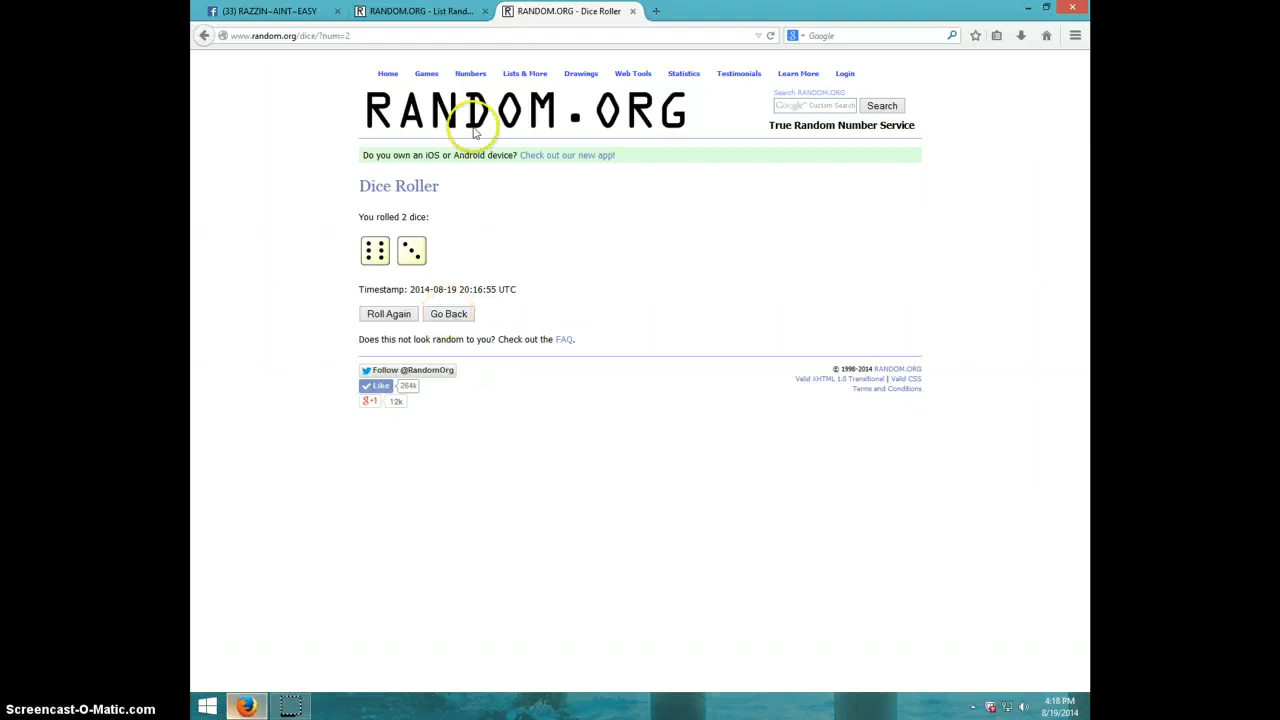 (33) RAZZIN~AINT~EASY
RANDOM.ORG - List Rand...
RANDOM.ORG - Dice Roller
www.random.org/dice/?num=2
Google
Home Games Numbers Lists & More Drawings Web Tools Statistics Testimonials Learn More Login
RANDOM.ORG
Search RANDOM.ORG
Google™ Custom Search Search
True Random Number Service
Do you own an iOS or Android device? Check out our new app!
Dice Roller
You rolled 2 dice:
Timestamp: 2014-08-19 20:16:55 UTC
Roll Again Go Back
Does this not look random to you? Check out the FAQ.
Follow @RandomOrg
Like 264k
g+1 12k
© 1998-2014 RANDOM.ORG
Valid XHTML 1.0 Transitional | Valid CSS
Terms and Conditions
Screencast-O-Matic.com
4:18 PM
8/19/2014